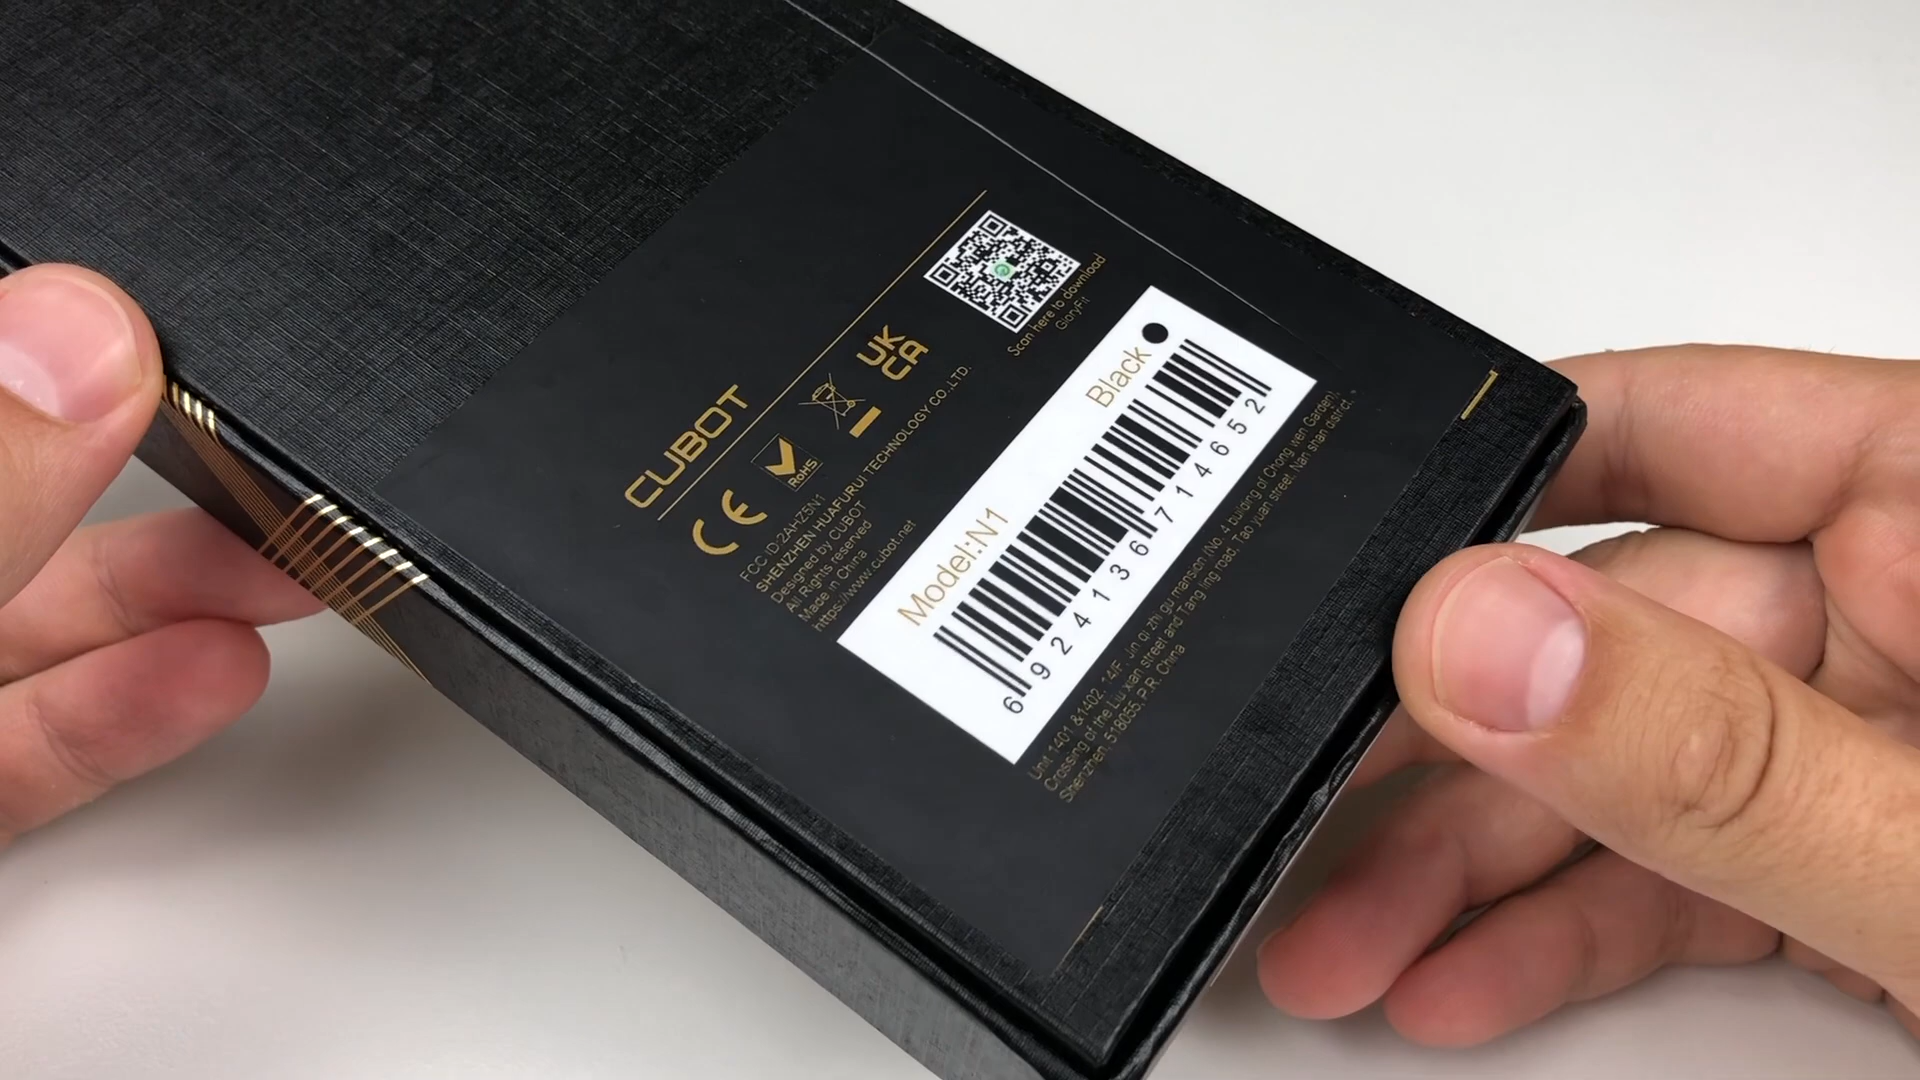 CUBOT
CE
RoHS
UK
CA
Scan here to download
GloryFit
FCC ID:2AHZ5N1
SHENZHEN HUAFURUI TECHNOLOGY CO.,LTD.
Designed by CUBOT
All Rights reserved
Made in China
https://www.cubot.net
Model:N1
Black
6924136714652
Unit 1401 &1402, 14/F, Jin qi zhi gu mansion (No. 4 building of Chong wen Garden),
Crossing of the Liu xian street and Tang ling road, Tao yuan street, Nan shan district,
Shenzhen, 518055, P.R. China